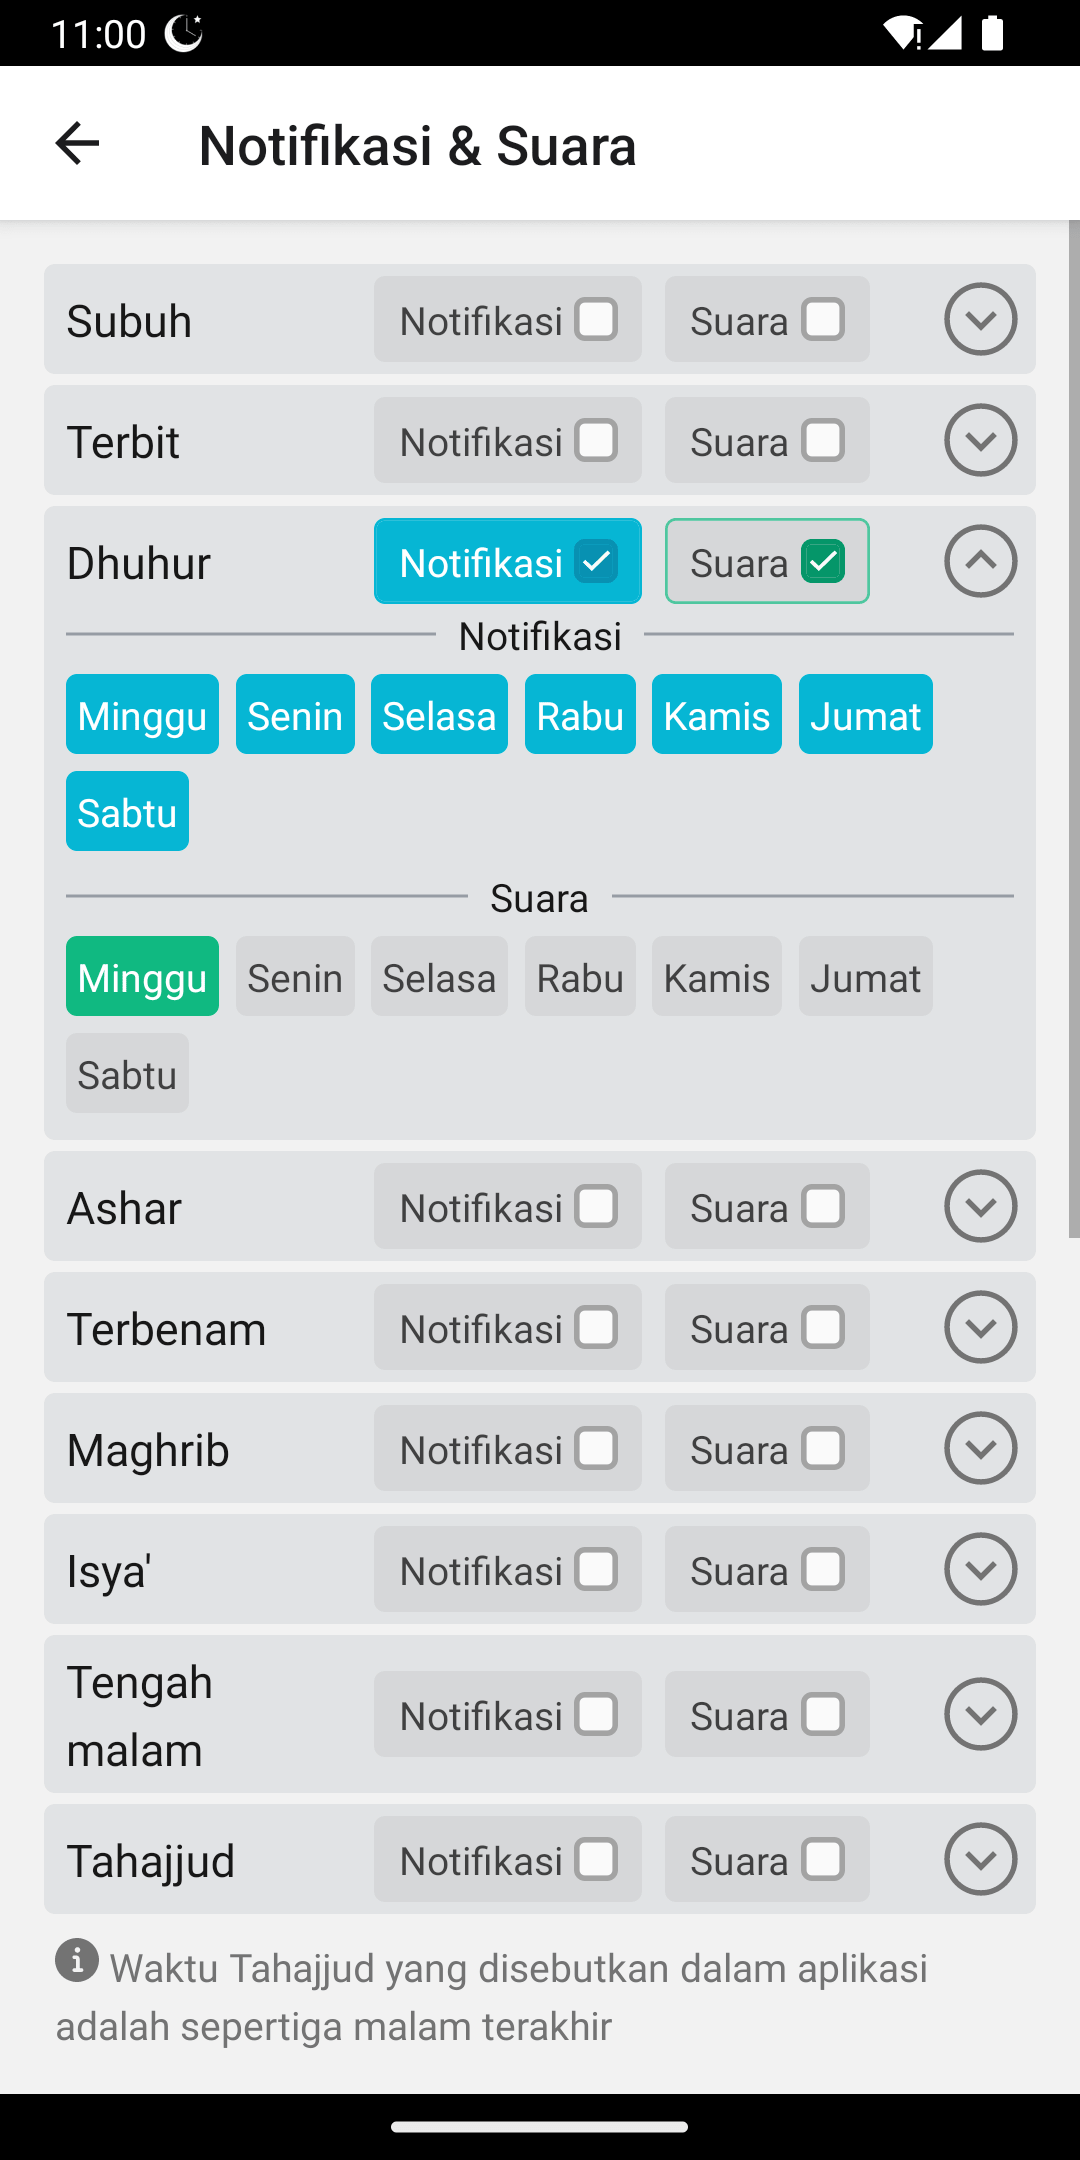 11:00
Notifikasi & Suara
Subuh Notifikasi Suara
Terbit Notifikasi Suara
Dhuhur Notifikasi Suara
Notifikasi
Minggu Senin Selasa Rabu Kamis Jumat
Sabtu
Suara
Minggu Senin Selasa Rabu Kamis Jumat
Sabtu
Ashar Notifikasi Suara
Terbenam Notifikasi Suara
Maghrib Notifikasi Suara
Isya' Notifikasi Suara
Tengah
malam Notifikasi Suara
Tahajjud Notifikasi Suara
Waktu Tahajjud yang disebutkan dalam aplikasi
adalah sepertiga malam terakhir